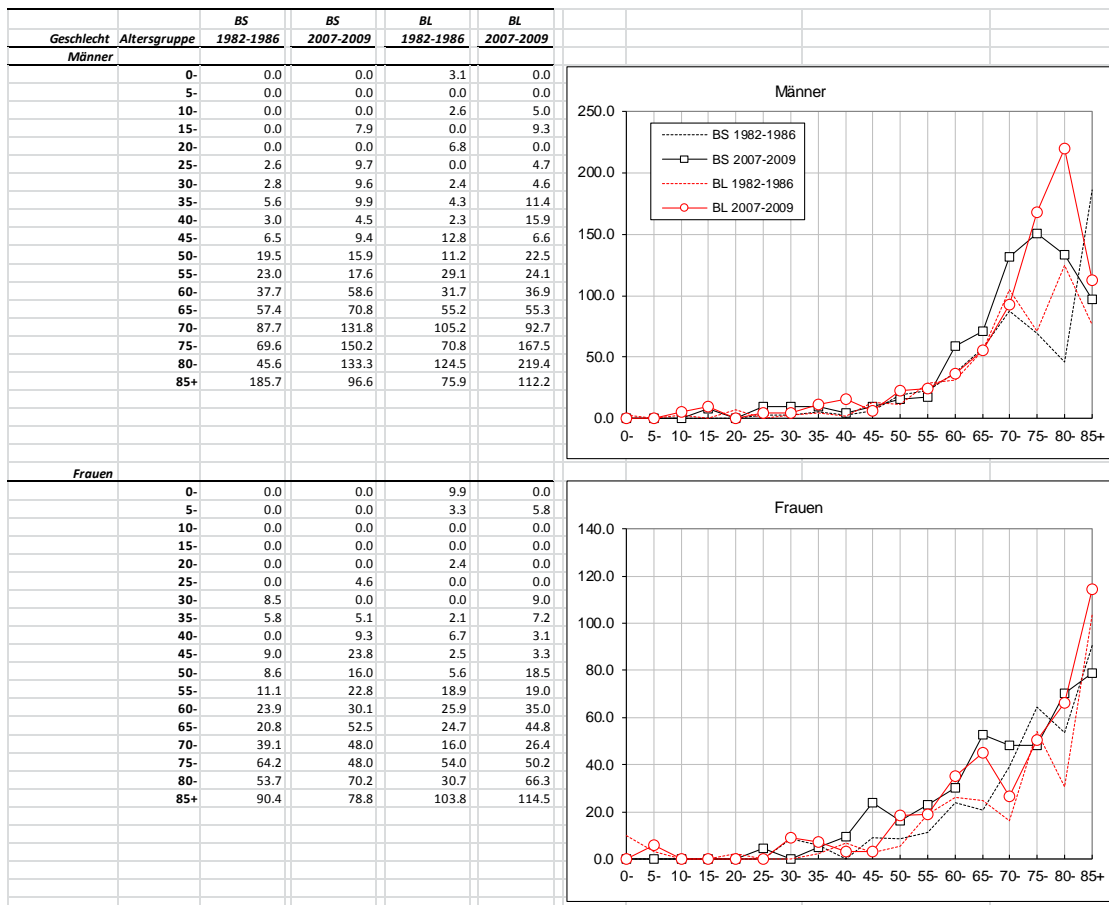 BS BS BL BL
Geschlecht Altersgruppe 1982-1986 2007-2009 1982-1986 2007-2009
Männer
0- 0.0 0.0 3.1 0.0
5- 0.0 0.0 0.0 0.0
10- 0.0 0.0 2.6 5.0
15- 0.0 7.9 0.0 9.3
20- 0.0 0.0 6.8 0.0
25- 2.6 9.7 0.0 4.7
30- 2.8 9.6 2.4 4.6
35- 5.6 9.9 4.3 11.4
40- 3.0 4.5 2.3 15.9
45- 6.5 9.4 12.8 6.6
50- 19.5 15.9 11.2 22.5
55- 23.0 17.6 29.1 24.1
60- 37.7 58.6 31.7 36.9
65- 57.4 70.8 55.2 55.3
70- 87.7 131.8 105.2 92.7
75- 69.6 150.2 70.8 167.5
80- 45.6 133.3 124.5 219.4
85+ 185.7 96.6 75.9 112.2
Männer
250.0
200.0
150.0
100.0
50.0
0.0
BS 1982-1986
BS 2007-2009
BL 1982-1986
BL 2007-2009
0- 5- 10- 15- 20- 25- 30- 35- 40- 45- 50- 55- 60- 65- 70- 75- 80- 85+
Frauen
0- 0.0 0.0 9.9 0.0
5- 0.0 0.0 3.3 5.8
10- 0.0 0.0 0.0 0.0
15- 0.0 0.0 0.0 0.0
20- 0.0 0.0 2.4 0.0
25- 0.0 4.6 0.0 0.0
30- 8.5 0.0 0.0 9.0
35- 5.8 5.1 2.1 7.2
40- 0.0 9.3 6.7 3.1
45- 9.0 23.8 2.5 3.3
50- 8.6 16.0 5.6 18.5
55- 11.1 22.8 18.9 19.0
60- 23.9 30.1 25.9 35.0
65- 20.8 52.5 24.7 44.8
70- 39.1 48.0 16.0 26.4
75- 64.2 48.0 54.0 50.2
80- 53.7 70.2 30.7 66.3
85+ 90.4 78.8 103.8 114.5
Frauen
140.0
120.0
100.0
80.0
60.0
40.0
20.0
0.0
0- 5- 10- 15- 20- 25- 30- 35- 40- 45- 50- 55- 60- 65- 70- 75- 80- 85+